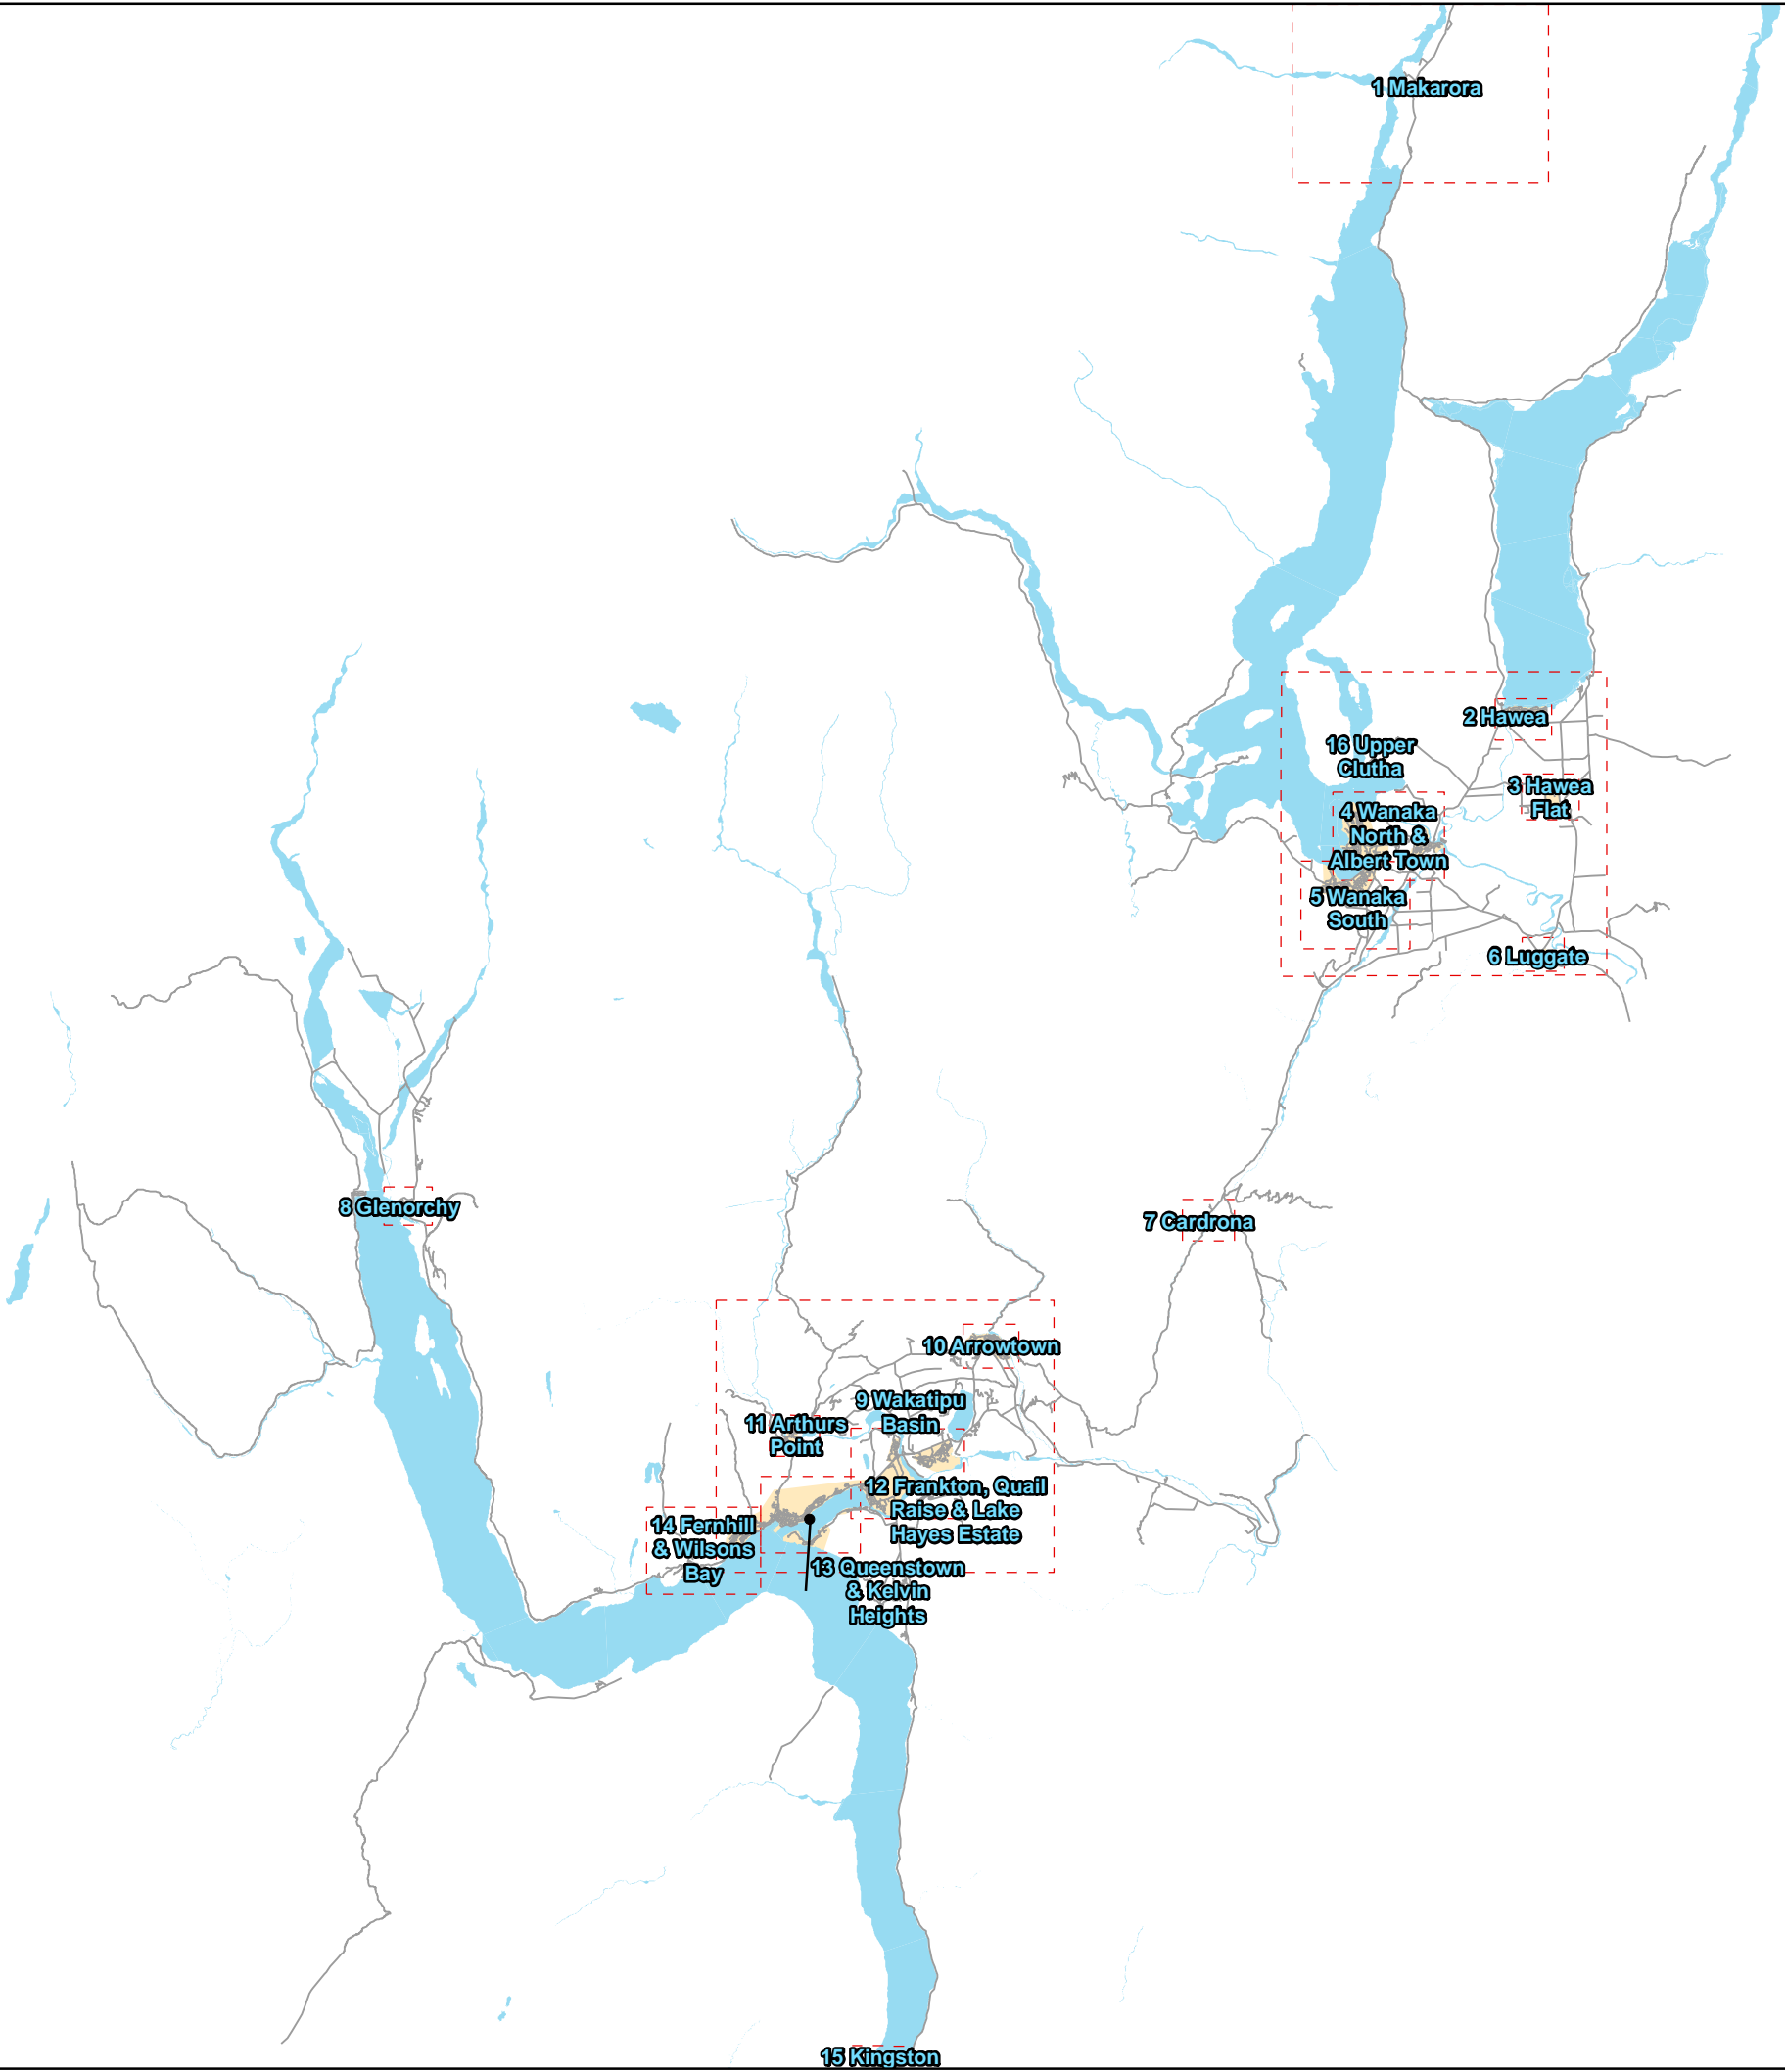 1 Makarora
2 Hawea
16 Upper
Clutha
3 Hawea
Flat
4 Wanaka
North &
Albert Town
5 Wanaka
South
6 Luggate
8 Glenorchy
7 Cardrona
10 Arrowtown
9 Wakatipu
Basin
11 Arthurs
Point
12 Frankton, Quail
Raise & Lake
Hayes Estate
14 Fernhill
& Wilsons
Bay
13 Queenstown
& Kelvin
Heights
15 Kingston